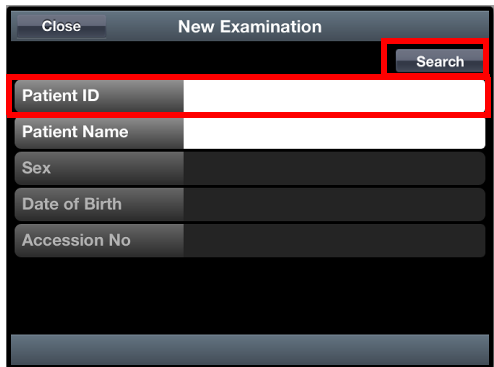 Close New Examination
Search
Patient ID
Patient Name
Sex
Date of Birth
Accession No